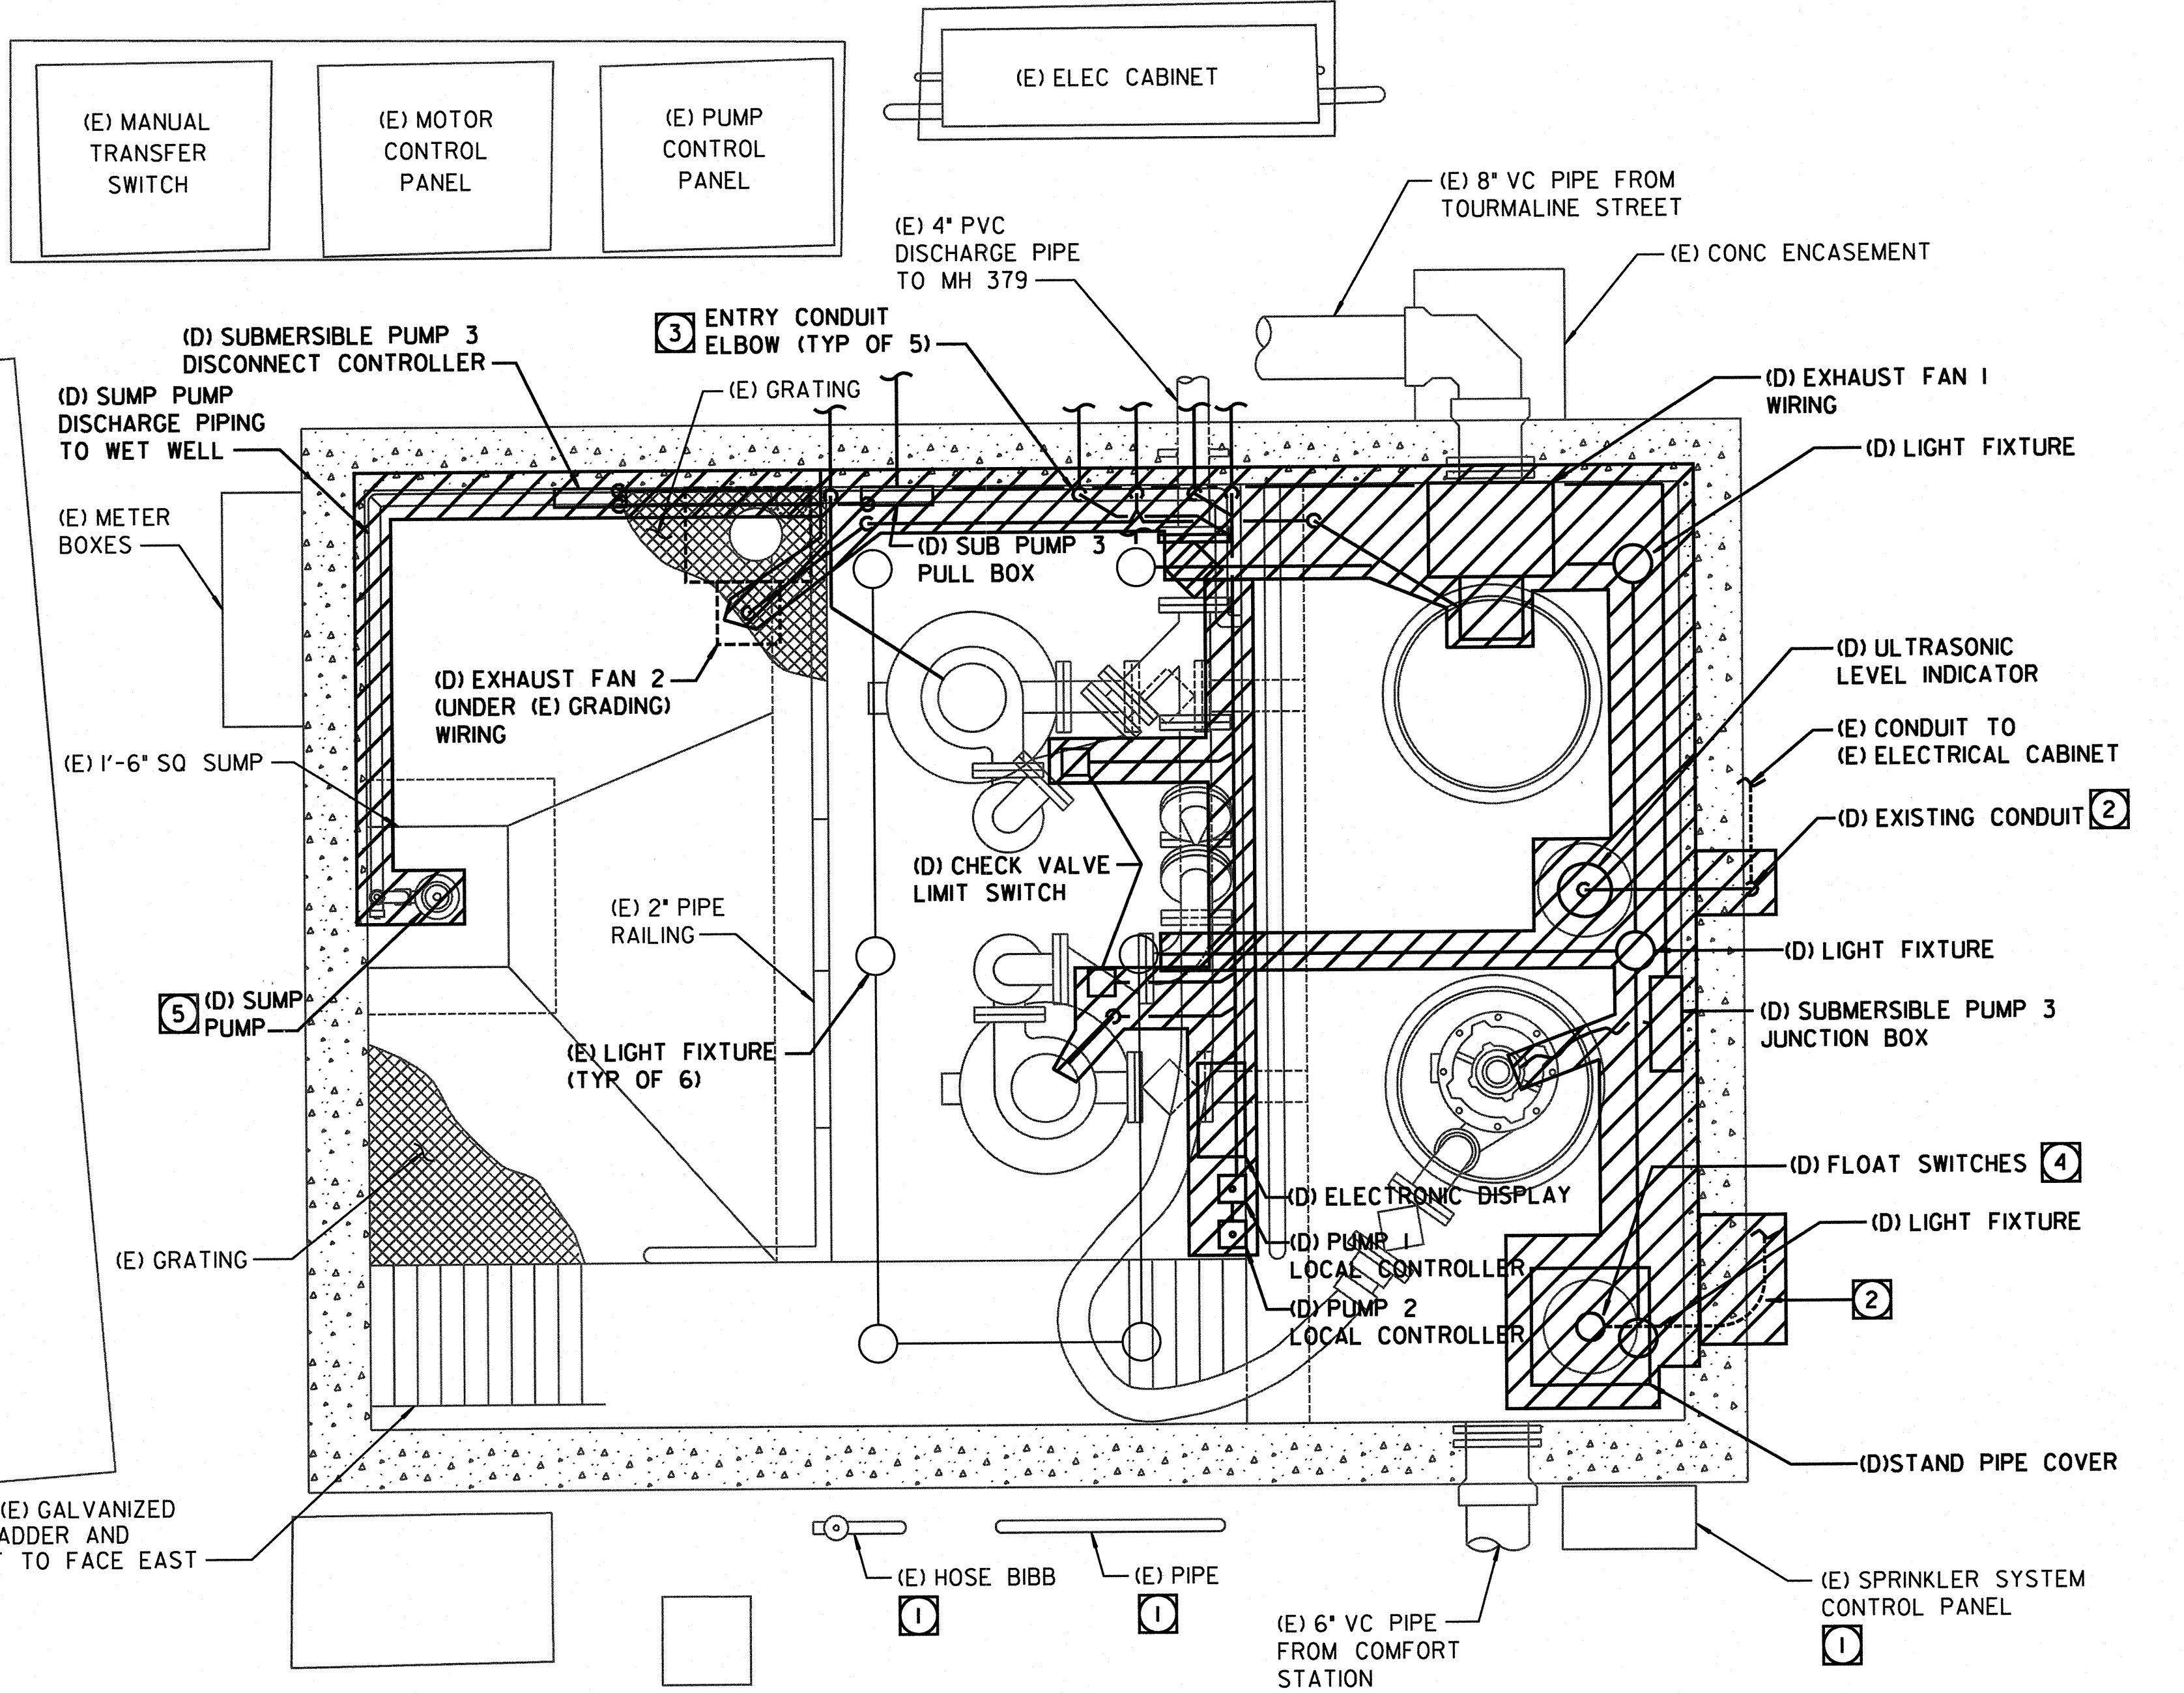 (E) MANUAL
TRANSFER
SWITCH
(E) MOTOR
CONTROL
PANEL
(E) PUMP
CONTROL
PANEL
(E) ELEC CABINET
(E) 8" VC PIPE FROM
TOURMALINE STREET
(E) 4" PVC
DISCHARGE PIPE
TO MH 379
(E) CONC ENCASEMENT
(D) SUBMERSIBLE PUMP 3
DISCONNECT CONTROLLER
3
ENTRY CONDUIT
ELBOW (TYP OF 5)
(E) GRATING
(D) SUMP PUMP
DISCHARGE PIPING
TO WET WELL
(D) EXHAUST FAN 1
WIRING
(D) LIGHT FIXTURE
(E) METER
BOXES
(D) SUB PUMP 3
PULL BOX
(D) EXHAUST FAN 2
(UNDER (E) GRADING)
WIRING
(D) ULTRASONIC
LEVEL INDICATOR
(E) CONDUIT TO
(E) ELECTRICAL CABINET
(E) 1'-6" SQ SUMP
(D) EXISTING CONDUIT 2
(D) CHECK VALVE
LIMIT SWITCH
(E) 2" PIPE
RAILING
(D) LIGHT FIXTURE
5 (D) SUMP
PUMP
(E) LIGHT FIXTURE
(TYP OF 6)
(D) SUBMERSIBLE PUMP 3
JUNCTION BOX
(D) FLOAT SWITCHES 4
(D) ELECTRONIC DISPLAY
(D) LIGHT FIXTURE
(E) GRATING
(D) PUMP 1
LOCAL CONTROLLER
(D) PUMP 2
LOCAL CONTROLLER
2
(D)STAND PIPE COVER
(E) GALVANIZED
ADDER AND
T TO FACE EAST
(E) HOSE BIBB
1
(E) PIPE
1
(E) 6" VC PIPE
FROM COMFORT
STATION
(E) SPRINKLER SYSTEM
CONTROL PANEL
1